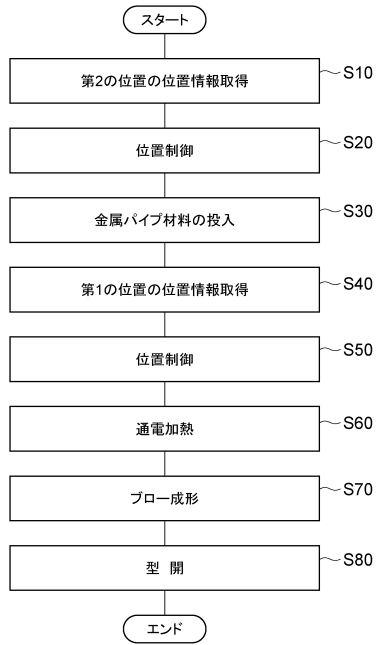 スタート
第2の位置の位置情報取得
S10
位置制御
S20
金属パイプ材料の投入
S30
第1の位置の位置情報取得
S40
位置制御
S50
通電加熱
S60
ブロー成形
S70
型 開
S80
エンド